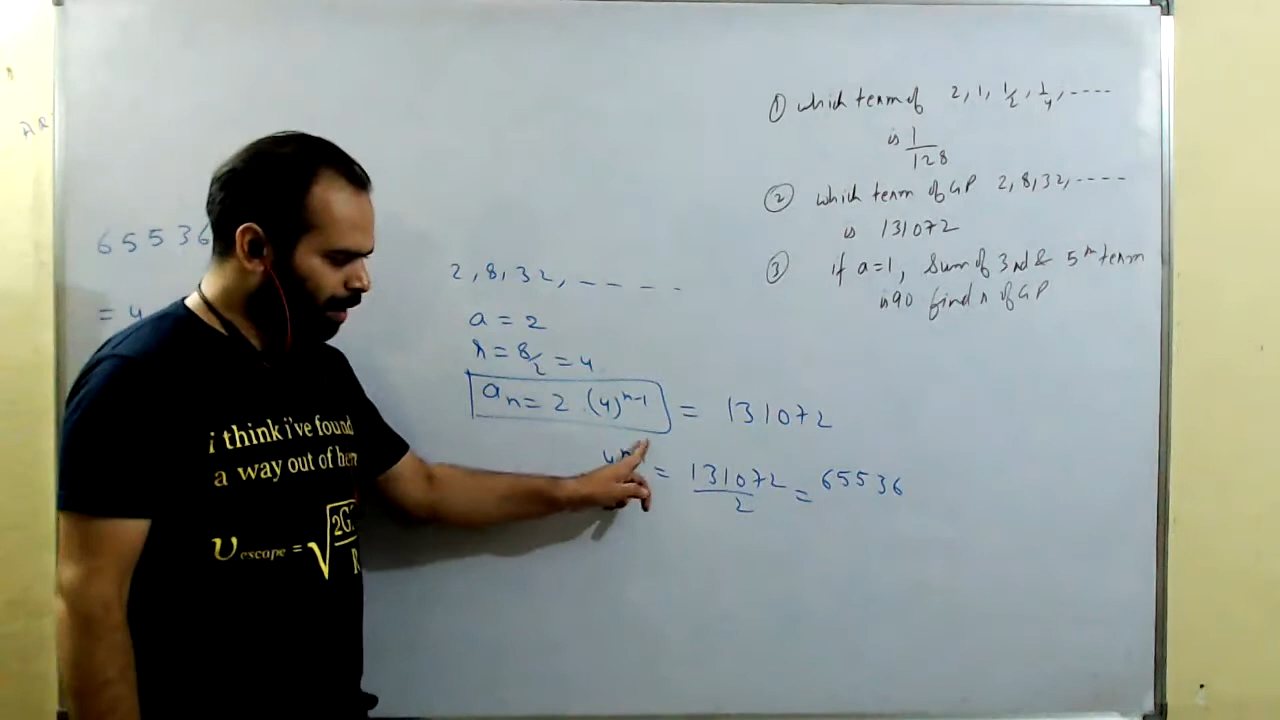 ① which term of 2, 1, 1/2, 1/4, ----
is 1/128
② which term of GP 2, 8, 32, ----
is 131072
③ if a=1, Sum of 3rd & 5th term
is 90 find r of GP
65536
= 4
2, 8, 32, - - - -
a = 2
r = 8/2 = 4
an = 2 . (4)^n-1 = 131072
= 131072/2 = 65536
i think i've found
a way out of here
υescape = √2G
R